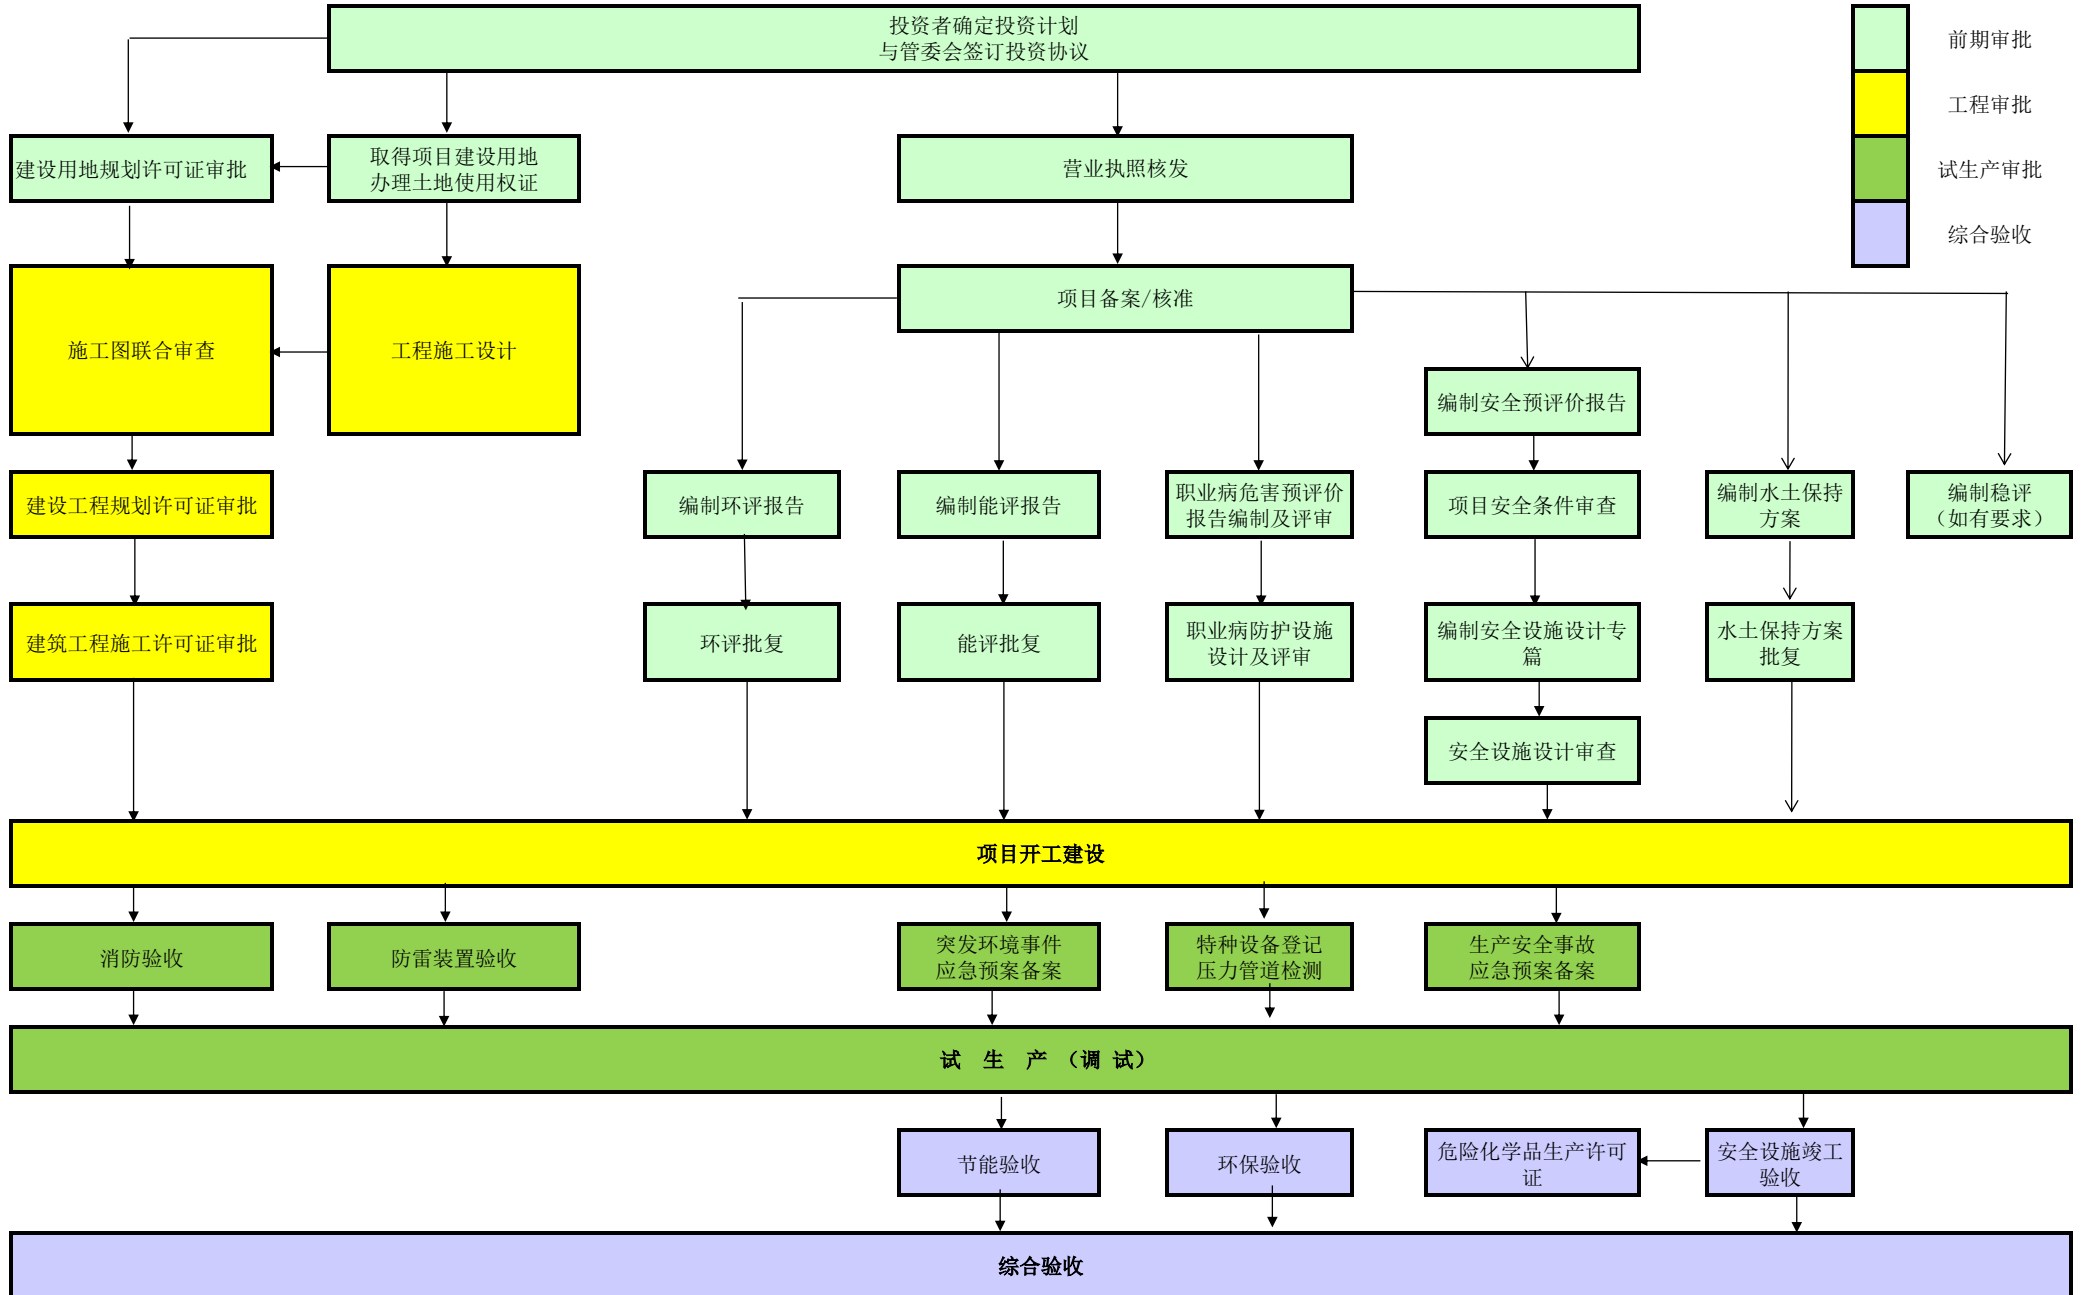 投资者确定投资计划
与管委会签订投资协议
前期审批
工程审批
试生产审批
综合验收
建设用地规划许可证审批
取得项目建设用地
办理土地使用权证
营业执照核发
施工图联合审查
工程施工设计
项目备案/核准
编制安全预评价报告
建设工程规划许可证审批
编制环评报告
编制能评报告
职业病危害预评价
报告编制及评审
项目安全条件审查
编制水土保持
方案
编制稳评
（如有要求）
建筑工程施工许可证审批
环评批复
能评批复
职业病防护设施
设计及评审
编制安全设施设计专
篇
水土保持方案
批复
安全设施设计审查
项目开工建设
消防验收
防雷装置验收
突发环境事件
应急预案备案
特种设备登记
压力管道检测
生产安全事故
应急预案备案
试 生 产 （调 试）
节能验收
环保验收
危险化学品生产许可
证
安全设施竣工
验收
综合验收